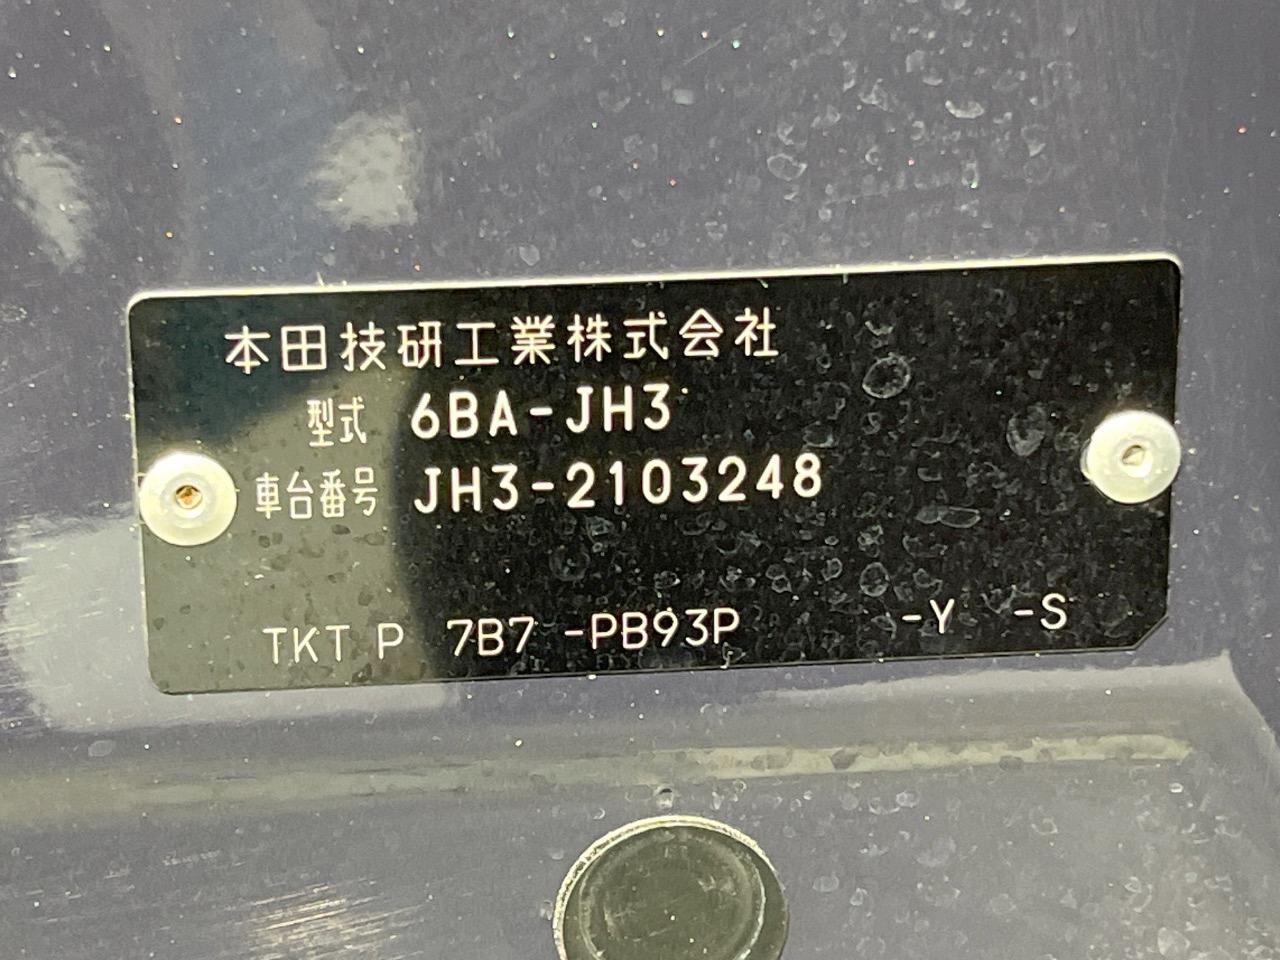 本田技研工業株式会社
型式 6BA-JH3
車台番号 JH3-2103248
TKT P 7B7 -PB93P -Y -S